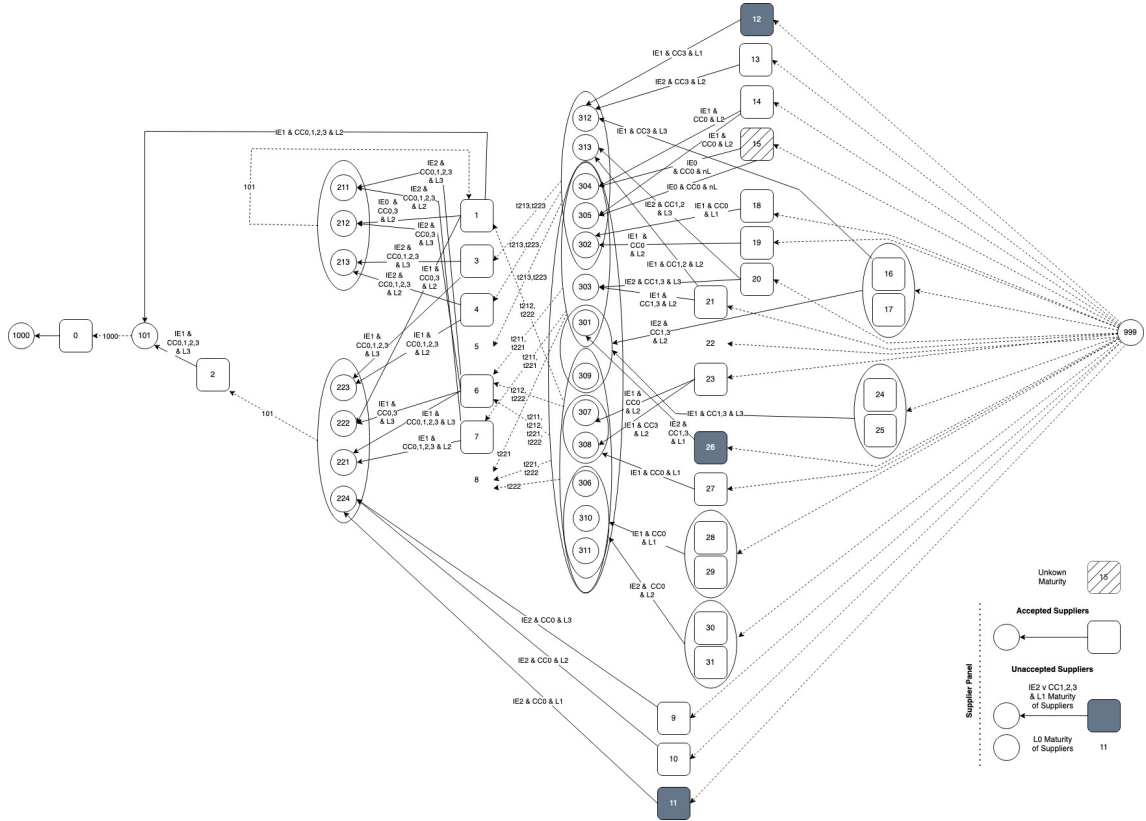 12
IE1 & CC3 & L1
13
IE2 & CC3 & L2
14
IE1 &
CC0 & L2
312
IE1 & CC3 & L3
IE1 &
CC0 & L2
15
IE1 & CC0,1,2,3 & L2
313
IE0
& CC0 & nL
IE2 &
CC0,1,2,3
& L3
211
101
IE2 &
CC0,1,2,3
& L2
304
IE0 & CC0 & nL
IE0 &
CC0,3
& L2
1
t213,t223
305
IE2 & CC1,2
& L3
IE1 & CC0
& L1
18
212
IE2 &
CC0,3
& L3
t213,t223
302
IE1 &
CC0
& L2
19
213
IE2 &
CC0,1,2,3
& L3
3
IE1 &
CC0,3
& L2
t213,t223
IE1 & CC1,2 & L2
20
16
IE2 &
CC0,1,2,3
& L2
303
IE2 & CC1,3 & L3
IE1 &
CC1,3 & L2
21
17
4
t212,
t222
301
IE2 &
CC1,3
& L2
1000
0
1000
101
IE1 &
CC0,1,2,3
& L3
2
IE1 &
CC0,1,2,3
& L3
IE1 &
CC0,1,2,3
& L2
5
t211,
t221
22
999
t211,
t221
309
23
223
6
t212,
t222
IE1 &
CC0
& L2
24
101
222
IE1 &
CC0,3
& L3
IE1 &
CC0,1,2,3 & L3
307
IE1 & CC1,3 & L3
25
t211,
t212,
t221,
t222
IE1 & CC3
& L2
IE2 &
CC1,3
& L1
7
308
26
221
IE1 &
CC0,1,2,3 & L2
t221
t221,
t222
IE1 & CC0 & L1
27
8
t222
306
224
310
IE1 & CC0
& L1
28
311
29
IE2 & CC0
& L2
30
31
IE2 & CC0 & L3
IE2 & CC0 & L2
IE2 & CC0 & L1
9
10
11
Unkown
Maturity
15
Supplier Panel
Accepted Suppliers
Unaccepted Suppliers
IE2 v CC1,2,3
& L1 Maturity
of Suppliers
L0 Maturity
of Suppliers
11